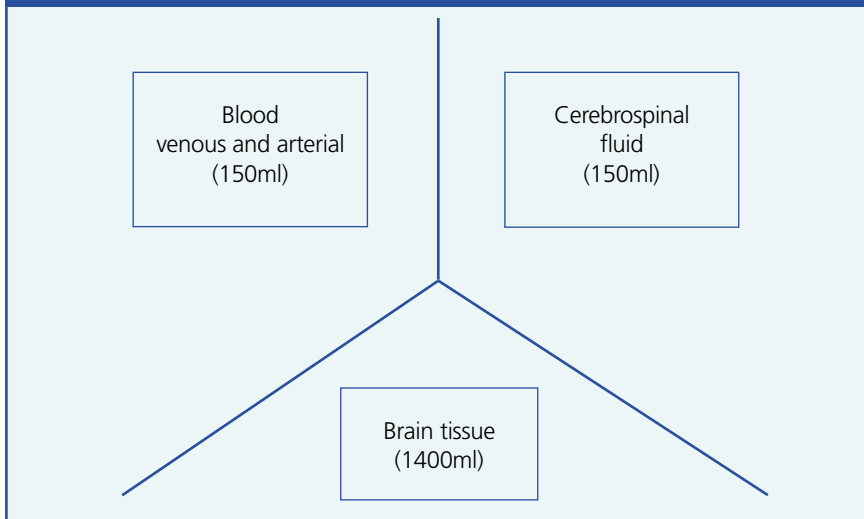 Blood
venous and arterial
(150ml)
Cerebrospinal
fluid
(150ml)
Brain tissue
(1400ml)